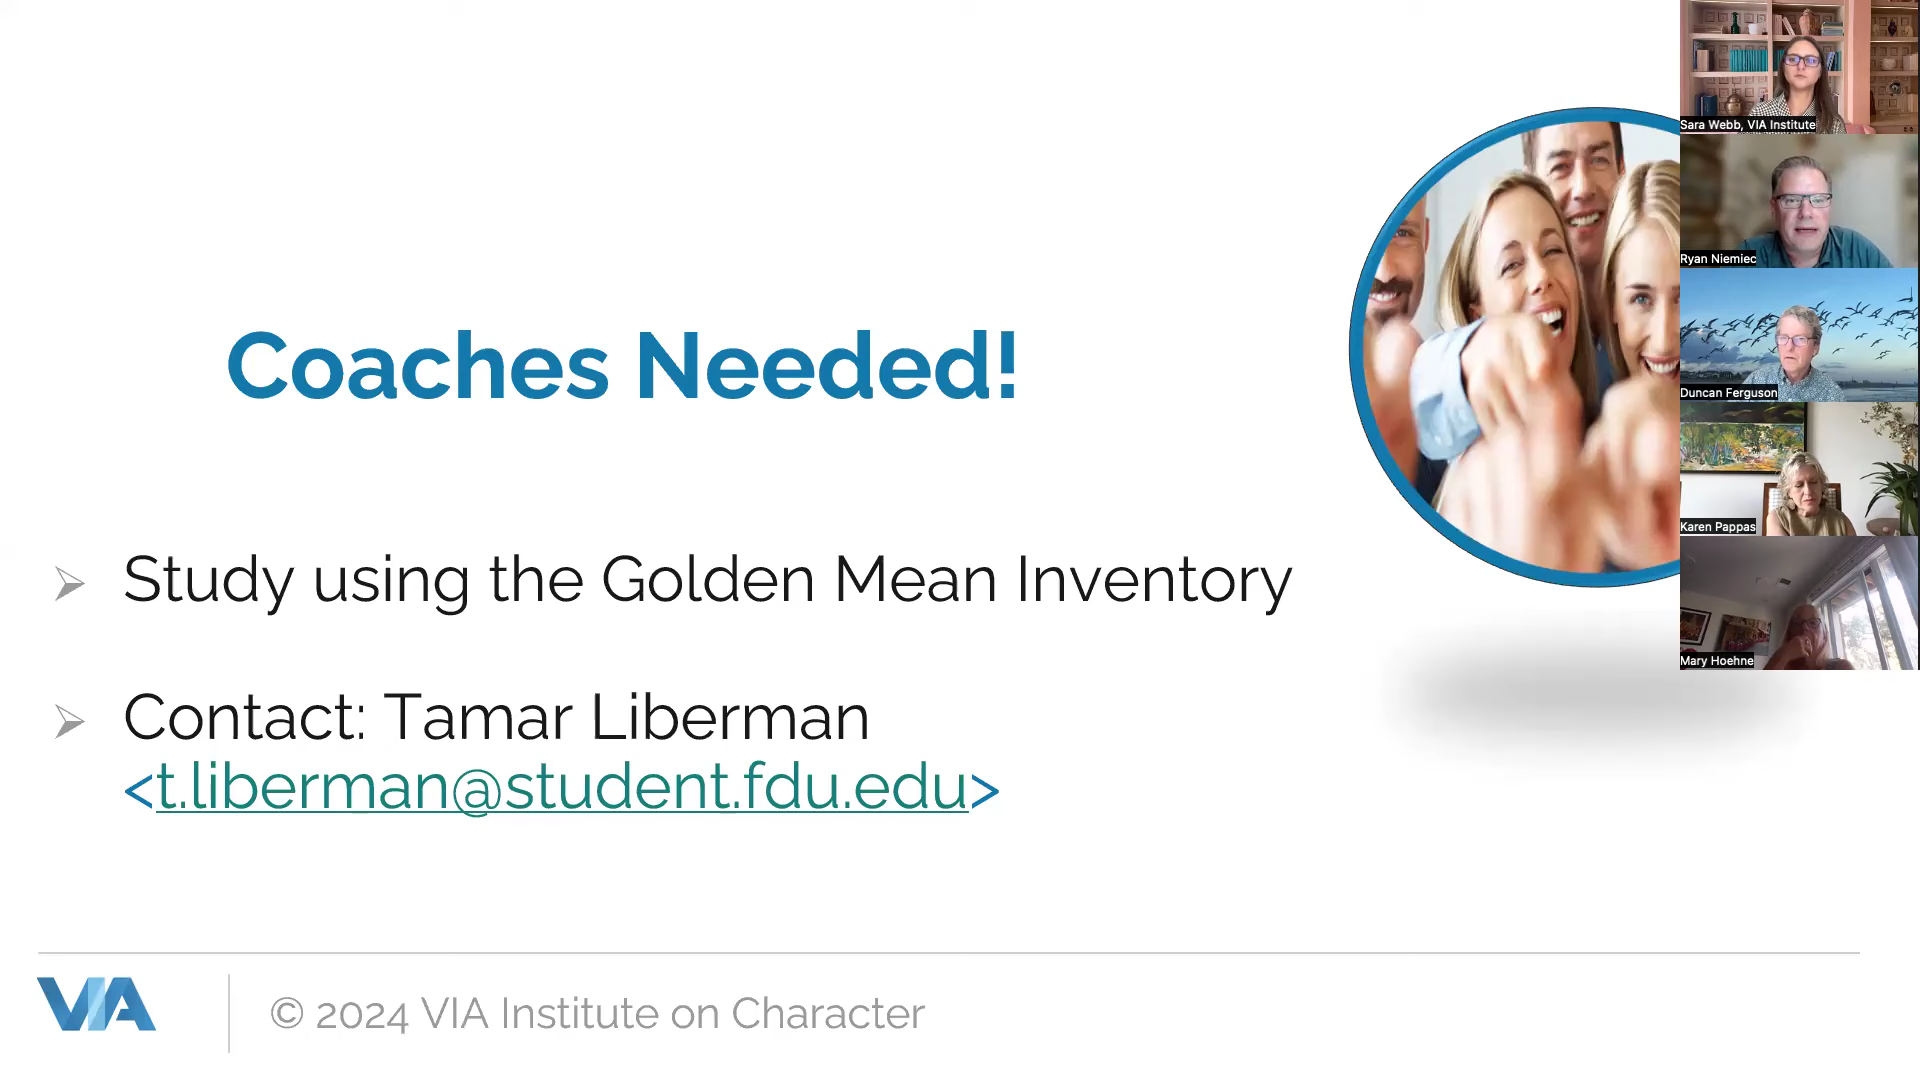 Coaches Needed!
Study using the Golden Mean Inventory
Contact: Tamar Liberman
<t.liberman@student.fdu.edu>
VIA
© 2024 VIA Institute on Character
Sara Webb, VIA Institute
Ryan Niemiec
Duncan Ferguson
Karen Pappas
Mary Hoehne